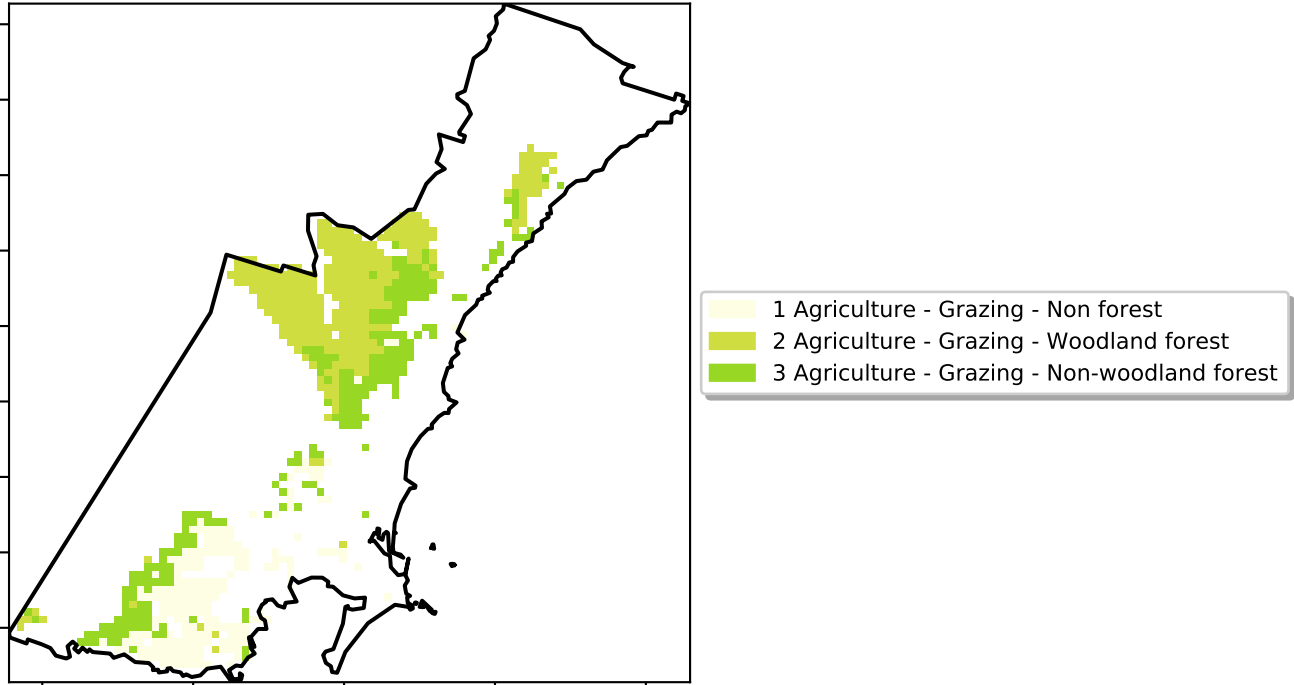 1 Agriculture - Grazing - Non forest
2 Agriculture - Grazing - Woodland forest
3 Agriculture - Grazing - Non-woodland forest